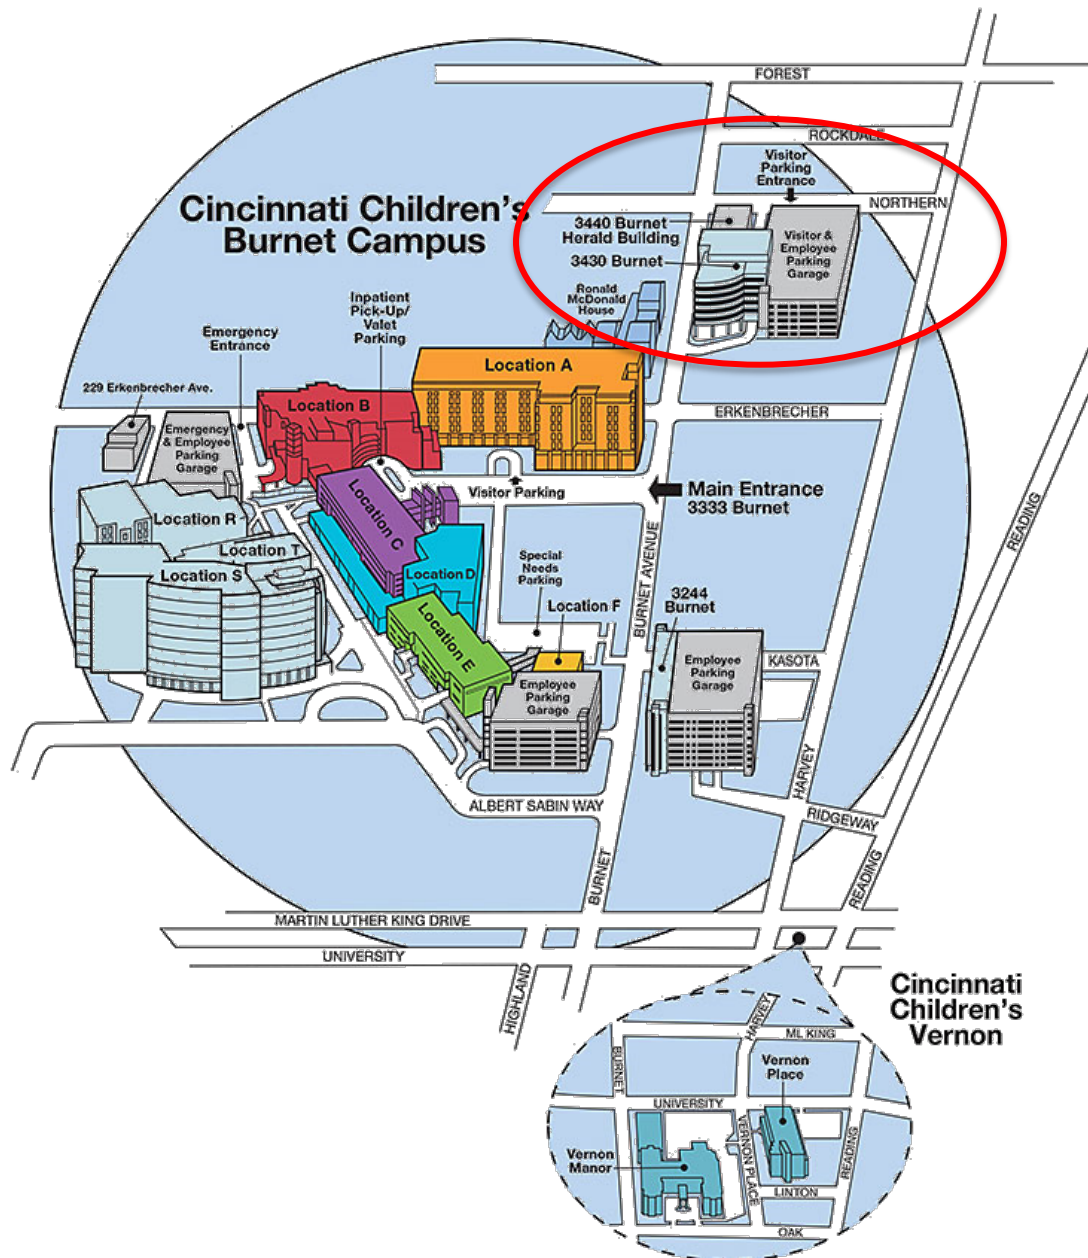 FOREST
ROCKDALE
Visitor
Parking
Entrance
NORTHERN
Cincinnati Children's
Burnet Campus
3440 Burnet
Herald Building
3430 Burnet
Visitor &
Employee
Parking
Garage
Ronald
McDonald
House
Inpatient
Pick-Up/
Valet
Parking
Emergency
Entrance
Location A
229 Erkenbrecher Ave.
Location B
ERKENBRECHER
Emergency
& Employee
Parking
Garage
Visitor Parking
Main Entrance
3333 Burnet
Location C
Location R
Location T
Location S
Location D
Special
Needs
Parking
BURNET AVENUE
READING
3244
Burnet
Location F
Location E
Employee
Parking
Garage
Employee
Parking
Garage
KASOTA
HARVEY
ALBERT SABIN WAY
RIDGEWAY
BURNET
READING
MARTIN LUTHER KING DRIVE
UNIVERSITY
HIGHLAND
Cincinnati
Children's
Vernon
HARVEY
ML KING
BURNET
Vernon
Place
UNIVERSITY
VERNON PLACE
READING
Vernon
Manor
LINTON
OAK